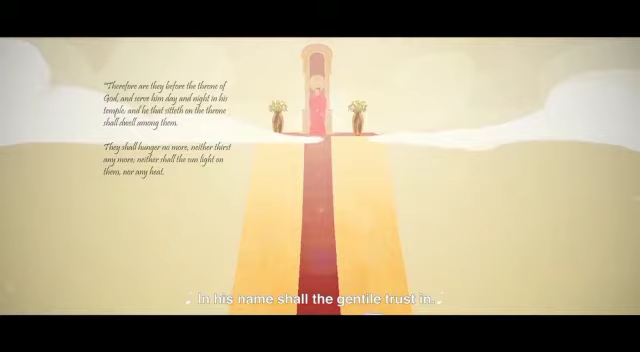 "Therefore are they before the throne of
God, and serve him day and night in his
temple: and he that sitteth on the throne
shall dwell among them.
They shall hunger no more, neither thirst
any more; neither shall the sun light on
them, nor any heat.
In his name shall the gentile trust in.